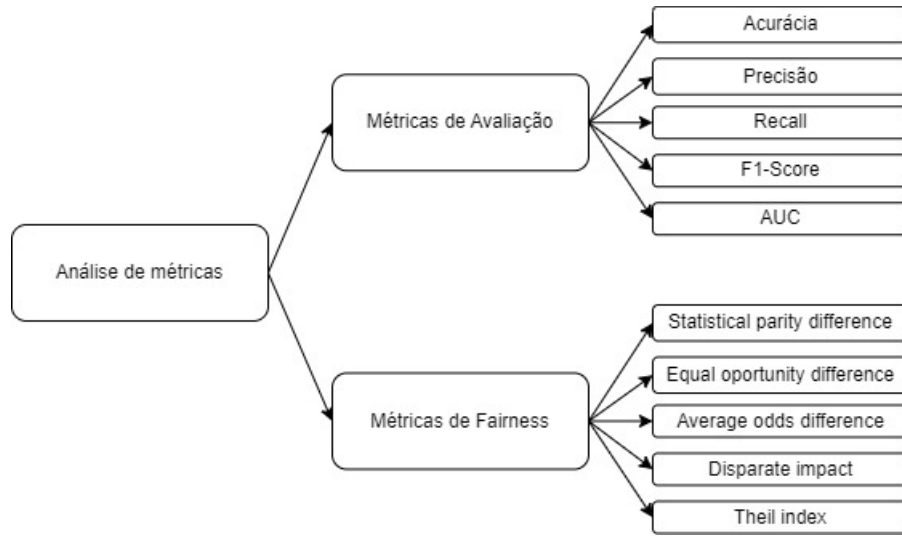 Análise de métricas
Métricas de Avaliação
Acurácia
Precisão
Recall
F1-Score
AUC
Métricas de Fairness
Statistical parity difference
Equal oportunity difference
Average odds difference
Disparate impact
Theil index